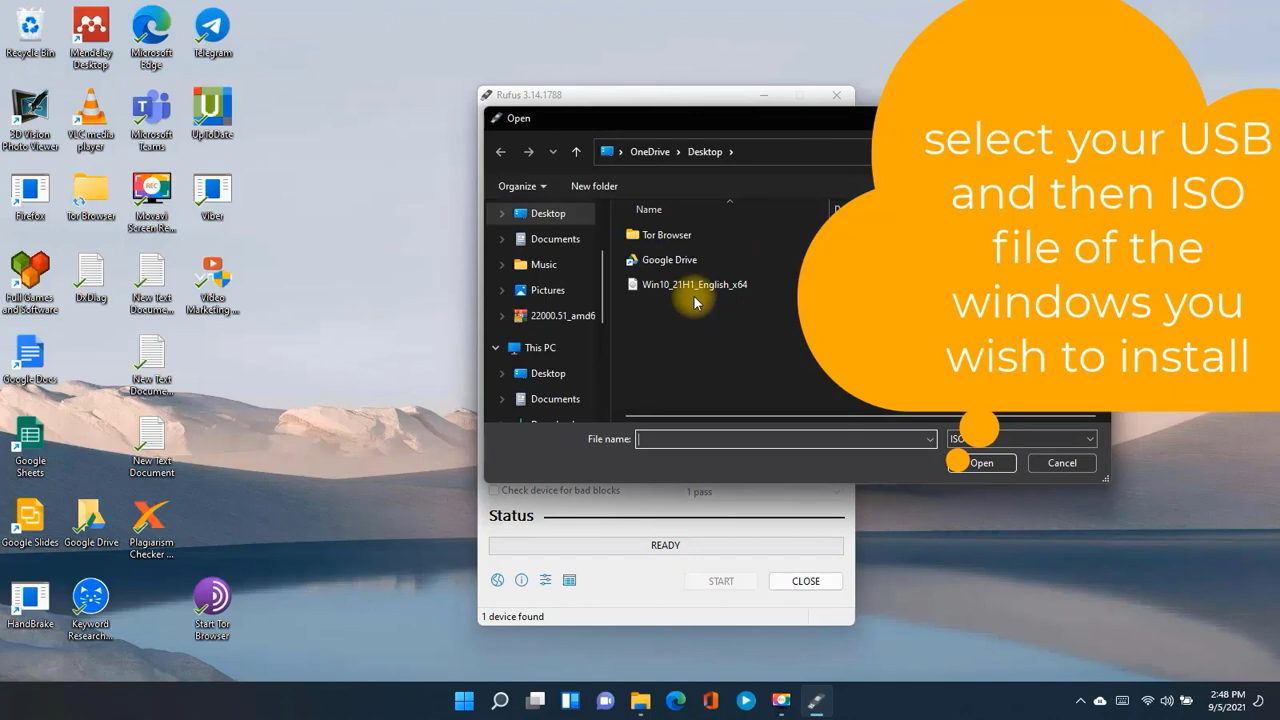 Recycle Bin
Mendeley
Desktop
Microsoft
Edge
Telegram
3D Vision
Photo Viewer
VLC media
player
Microsoft
Teams
UpToDate
Firefox
Tor Browser
REC
Movavi
Screen Re...
Viber
Full Games
and Software
DxDiag
New Text
Docume...
Video
Marketing ...
Google Docs
New Text
Docume...
Google
Sheets
New Text
Document
Google Slides
Google Drive
Plagiarism
Checker ...
HandBrake
Keyword
Research...
Start Tor
Browser
Rufus 3.14.1788
Open
OneDrive
Desktop
Organize
New folder
Desktop
Documents
Music
Pictures
22000.51_amd6
This PC
Desktop
Documents
Name
Tor Browser
Google Drive
Win10_21H1_English_x64
File name:
Open
Cancel
Check device for bad blocks
1 pass
Status
READY
START
CLOSE
1 device found
select your USB
and then ISO
file of the
windows you
wish to install
2:48 PM
9/5/2021